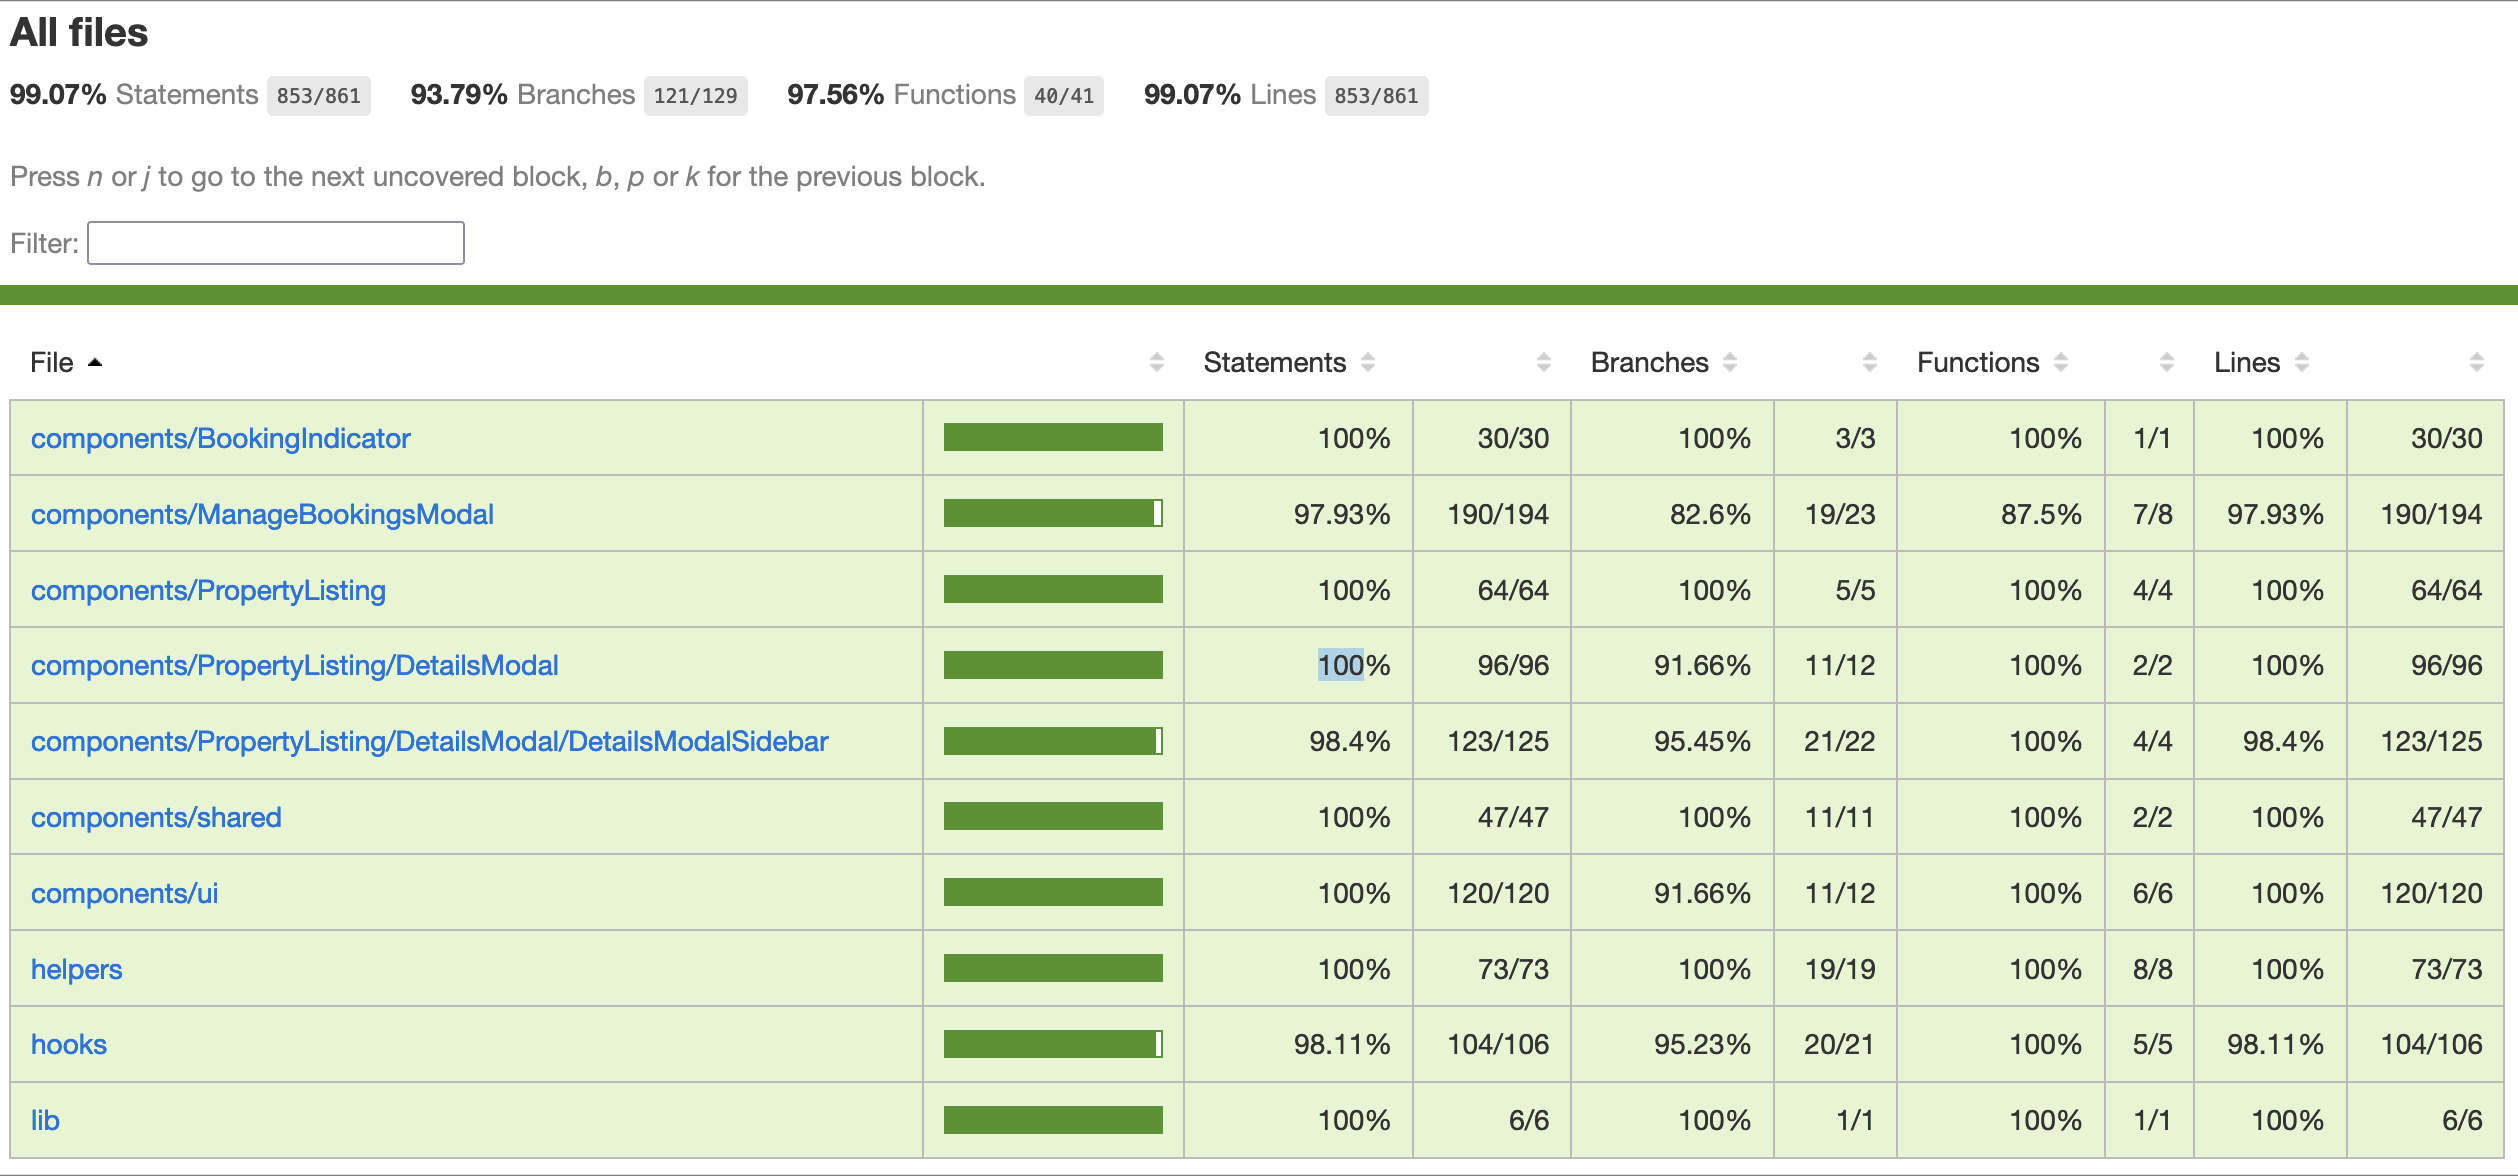 All files
99.07% Statements 853/861 93.79% Branches 121/129 97.56% Functions 40/41 99.07% Lines 853/861
Press n or j to go to the next uncovered block, b, p or k for the previous block.
Filter:
File Statements Branches Functions Lines
components/BookingIndicator 100% 30/30 100% 3/3 100% 1/1 100% 30/30
components/ManageBookingsModal 97.93% 190/194 82.6% 19/23 87.5% 7/8 97.93% 190/194
components/PropertyListing 100% 64/64 100% 5/5 100% 4/4 100% 64/64
components/PropertyListing/DetailsModal 100% 96/96 91.66% 11/12 100% 2/2 100% 96/96
components/PropertyListing/DetailsModal/DetailsModalSidebar 98.4% 123/125 95.45% 21/22 100% 4/4 98.4% 123/125
components/shared 100% 47/47 100% 11/11 100% 2/2 100% 47/47
components/ui 100% 120/120 91.66% 11/12 100% 6/6 100% 120/120
helpers 100% 73/73 100% 19/19 100% 8/8 100% 73/73
hooks 98.11% 104/106 95.23% 20/21 100% 5/5 98.11% 104/106
lib 100% 6/6 100% 1/1 100% 1/1 100% 6/6